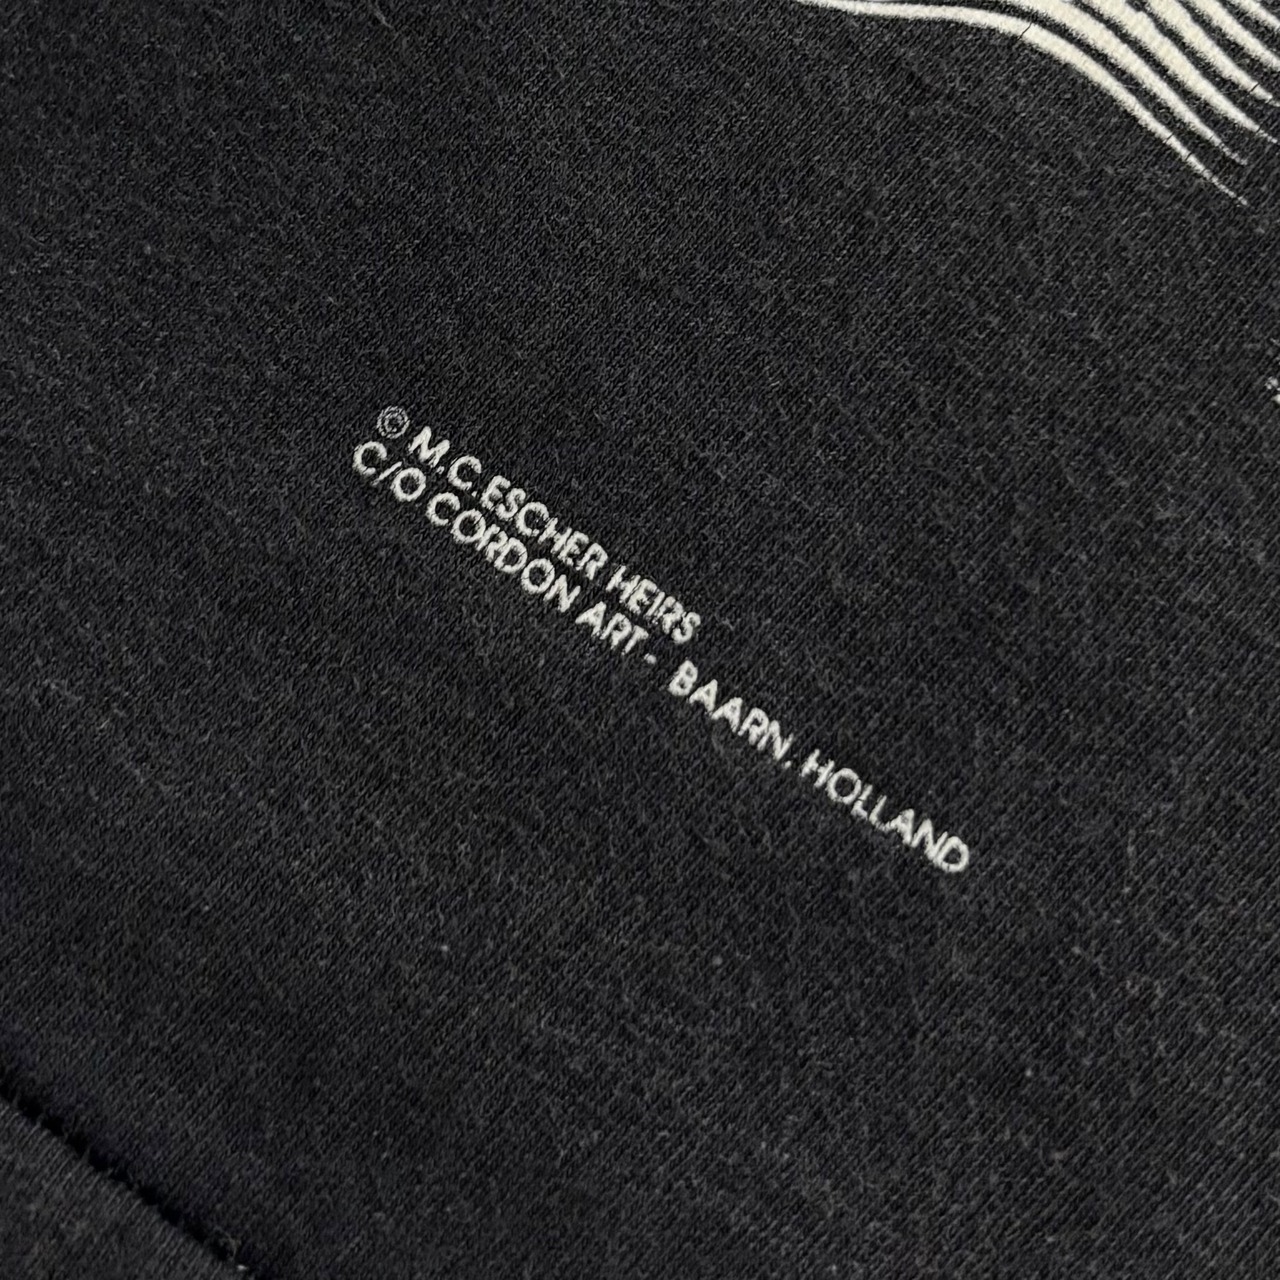 © M.C. ESCHER HEIRS
C/O CORDON ART - BAARN, HOLLAND